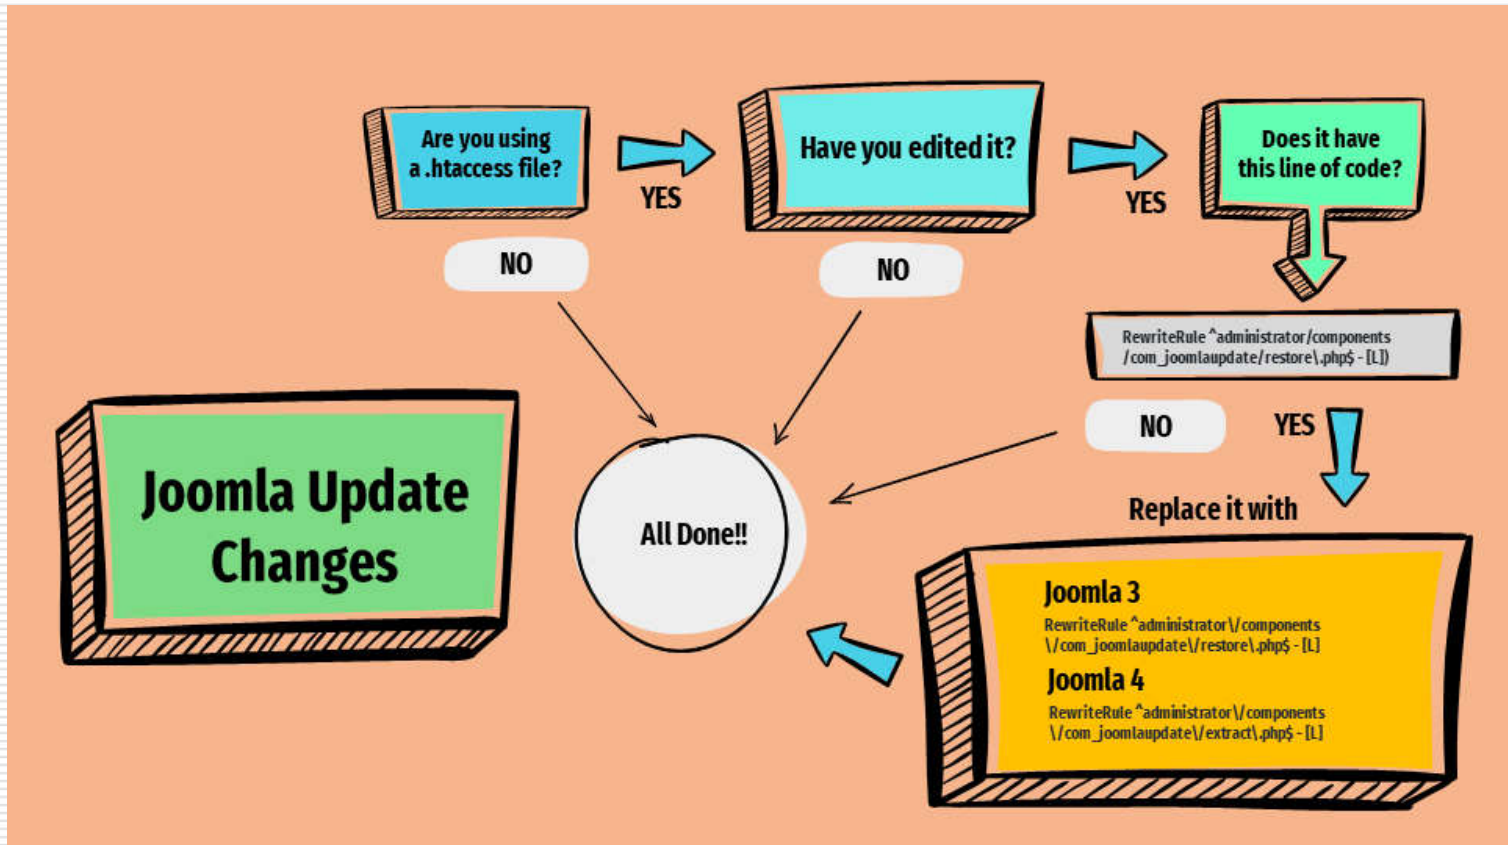 Are you using
a .htaccess file?
YES
Have you edited it?
YES
Does it have
this line of code?
NO
NO
RewriteRule ^administrator/components
/com_joomlaupdate/restore\.php$ - [L])
NO
YES
Joomla Update
Changes
All Done!!
Replace it with
Joomla 3
RewriteRule ^administrator\/components
\/com_joomlaupdate\/restore\.php$ - [L]
Joomla 4
RewriteRule ^administrator\/components
\/com_joomlaupdate\/extract\.php$ - [L]